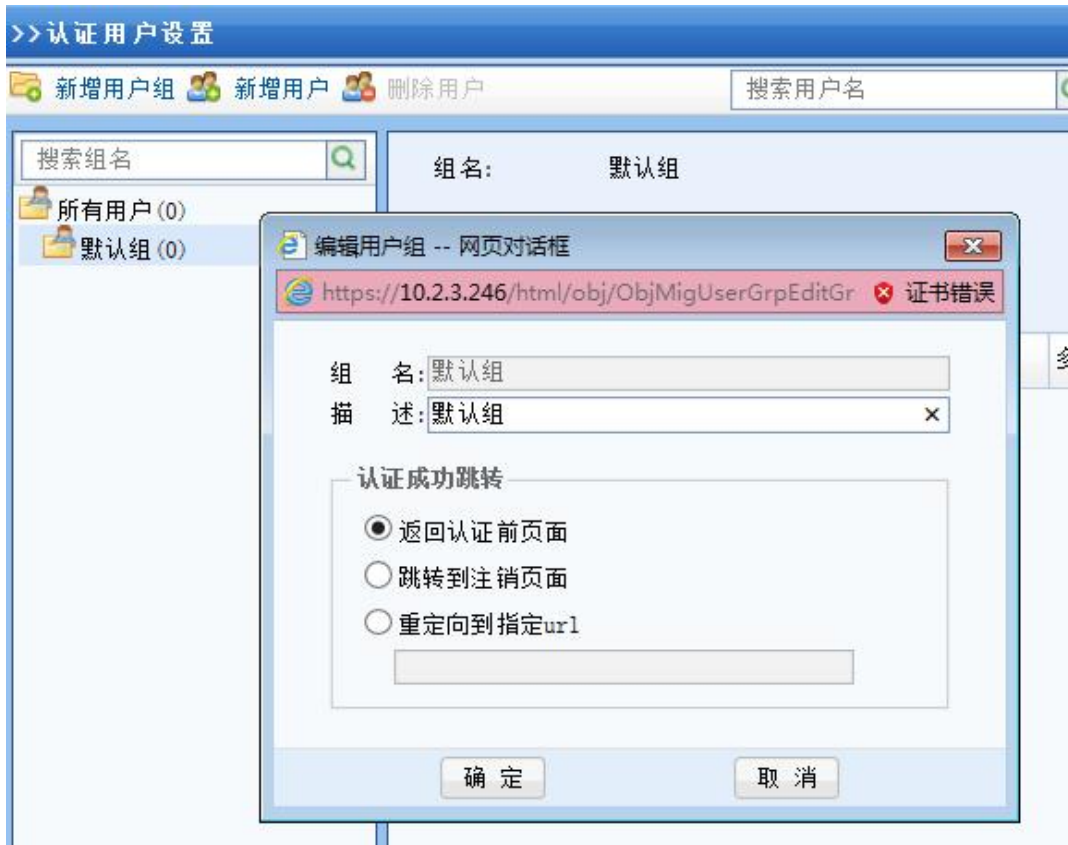 >>认证用户设置
新增用户组 新增用户 删除用户 搜索用户名
搜索组名
组名: 默认组
所有用户(0)
默认组(0)
编辑用户组 -- 网页对话框
https://10.2.3.246/html/obj/ObjMigUserGrpEditGr 证书错误
组 名: 默认组
描 述: 默认组
认证成功跳转
返回认证前页面
跳转到注销页面
重定向到指定url
确 定 取 消